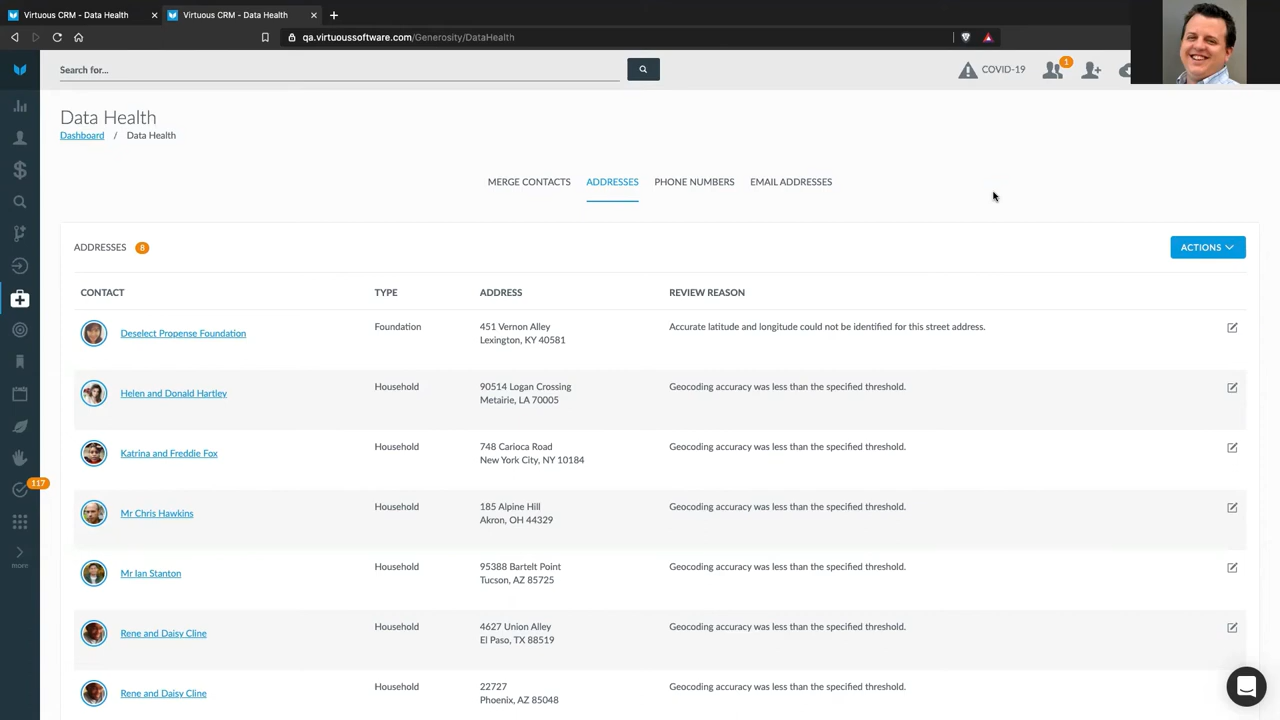 Virtuous CRM - Data Health
Virtuous CRM - Data Health
qa.virtuoussoftware.com/Generosity/DataHealth
Search for...
COVID-19
1
Data Health
Dashboard / Data Health
MERGE CONTACTS
ADDRESSES
PHONE NUMBERS
EMAIL ADDRESSES
ADDRESSES 8
ACTIONS
CONTACT TYPE ADDRESS REVIEW REASON
Deselect Propense Foundation
Foundation
451 Vernon Alley
Lexington, KY 40581
Accurate latitude and longitude could not be identified for this street address.
Helen and Donald Hartley
Household
90514 Logan Crossing
Metairie, LA 70005
Geocoding accuracy was less than the specified threshold.
Katrina and Freddie Fox
Household
748 Carioca Road
New York City, NY 10184
Geocoding accuracy was less than the specified threshold.
Mr Chris Hawkins
Household
185 Alpine Hill
Akron, OH 44329
Geocoding accuracy was less than the specified threshold.
Mr Ian Stanton
Household
95388 Bartelt Point
Tucson, AZ 85725
Geocoding accuracy was less than the specified threshold.
Rene and Daisy Cline
Household
4627 Union Alley
El Paso, TX 88519
Geocoding accuracy was less than the specified threshold.
Rene and Daisy Cline
Household
22727
Phoenix, AZ 85048
Geocoding accuracy was less than the specified threshold.
117
more